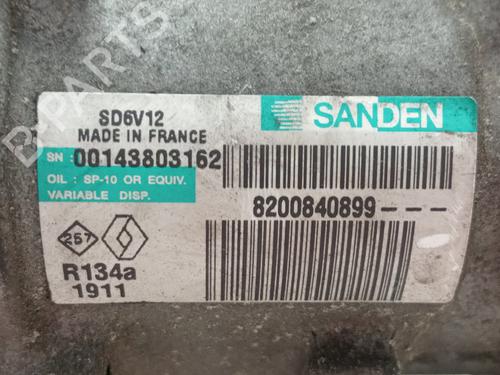 B-PARTS
SD6V12
MADE IN FRANCE
SANDEN
SN: 00143803162
OIL : SP-10 OR EQUIV.
VARIABLE DISP.
8200840899---
257
R134a
1911